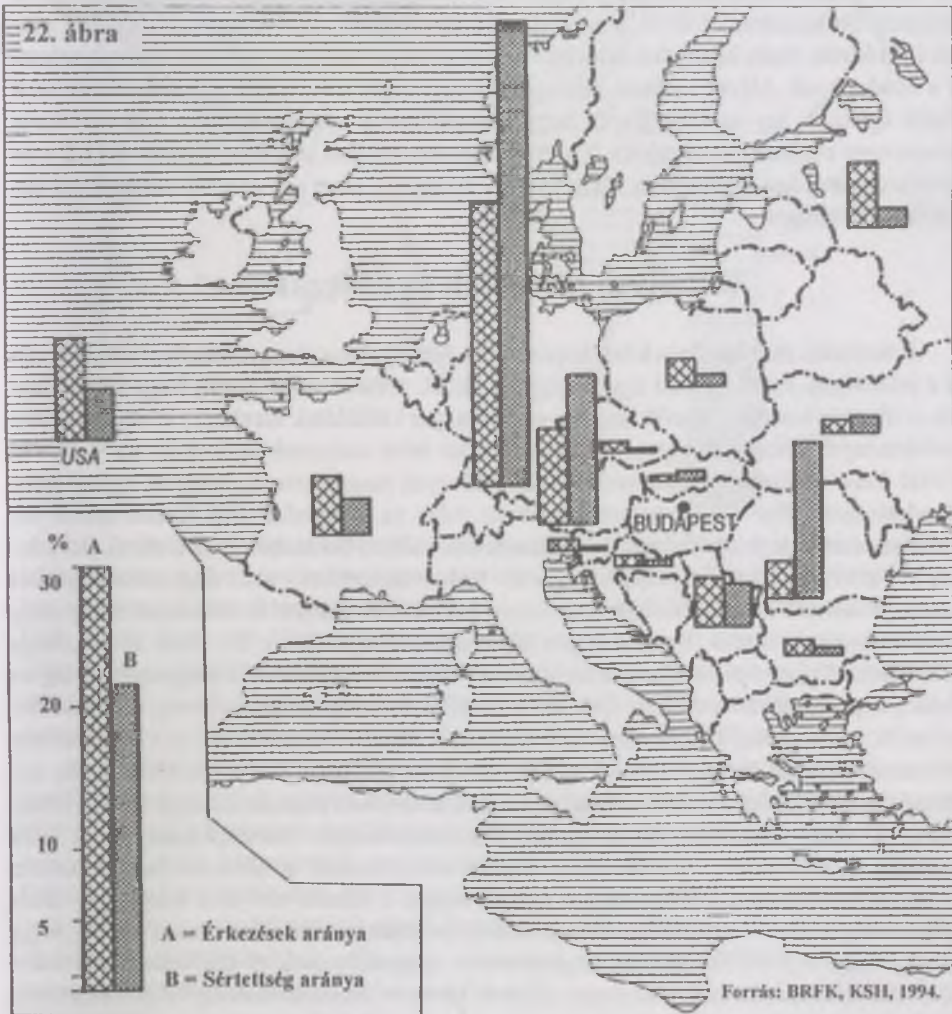 22. ábra
USA
BUDAPEST
%
A
30
B
20
10
5
A = Érkezések aránya
B = Sértettség aránya
Forrás: BRFK, KSH, 1994.